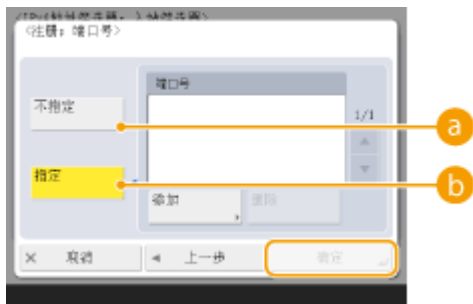 <注册：端口号>
端口号
不指定
1/1
a
指定
b
添加
删除
× 取消
◄ 上一步
确定